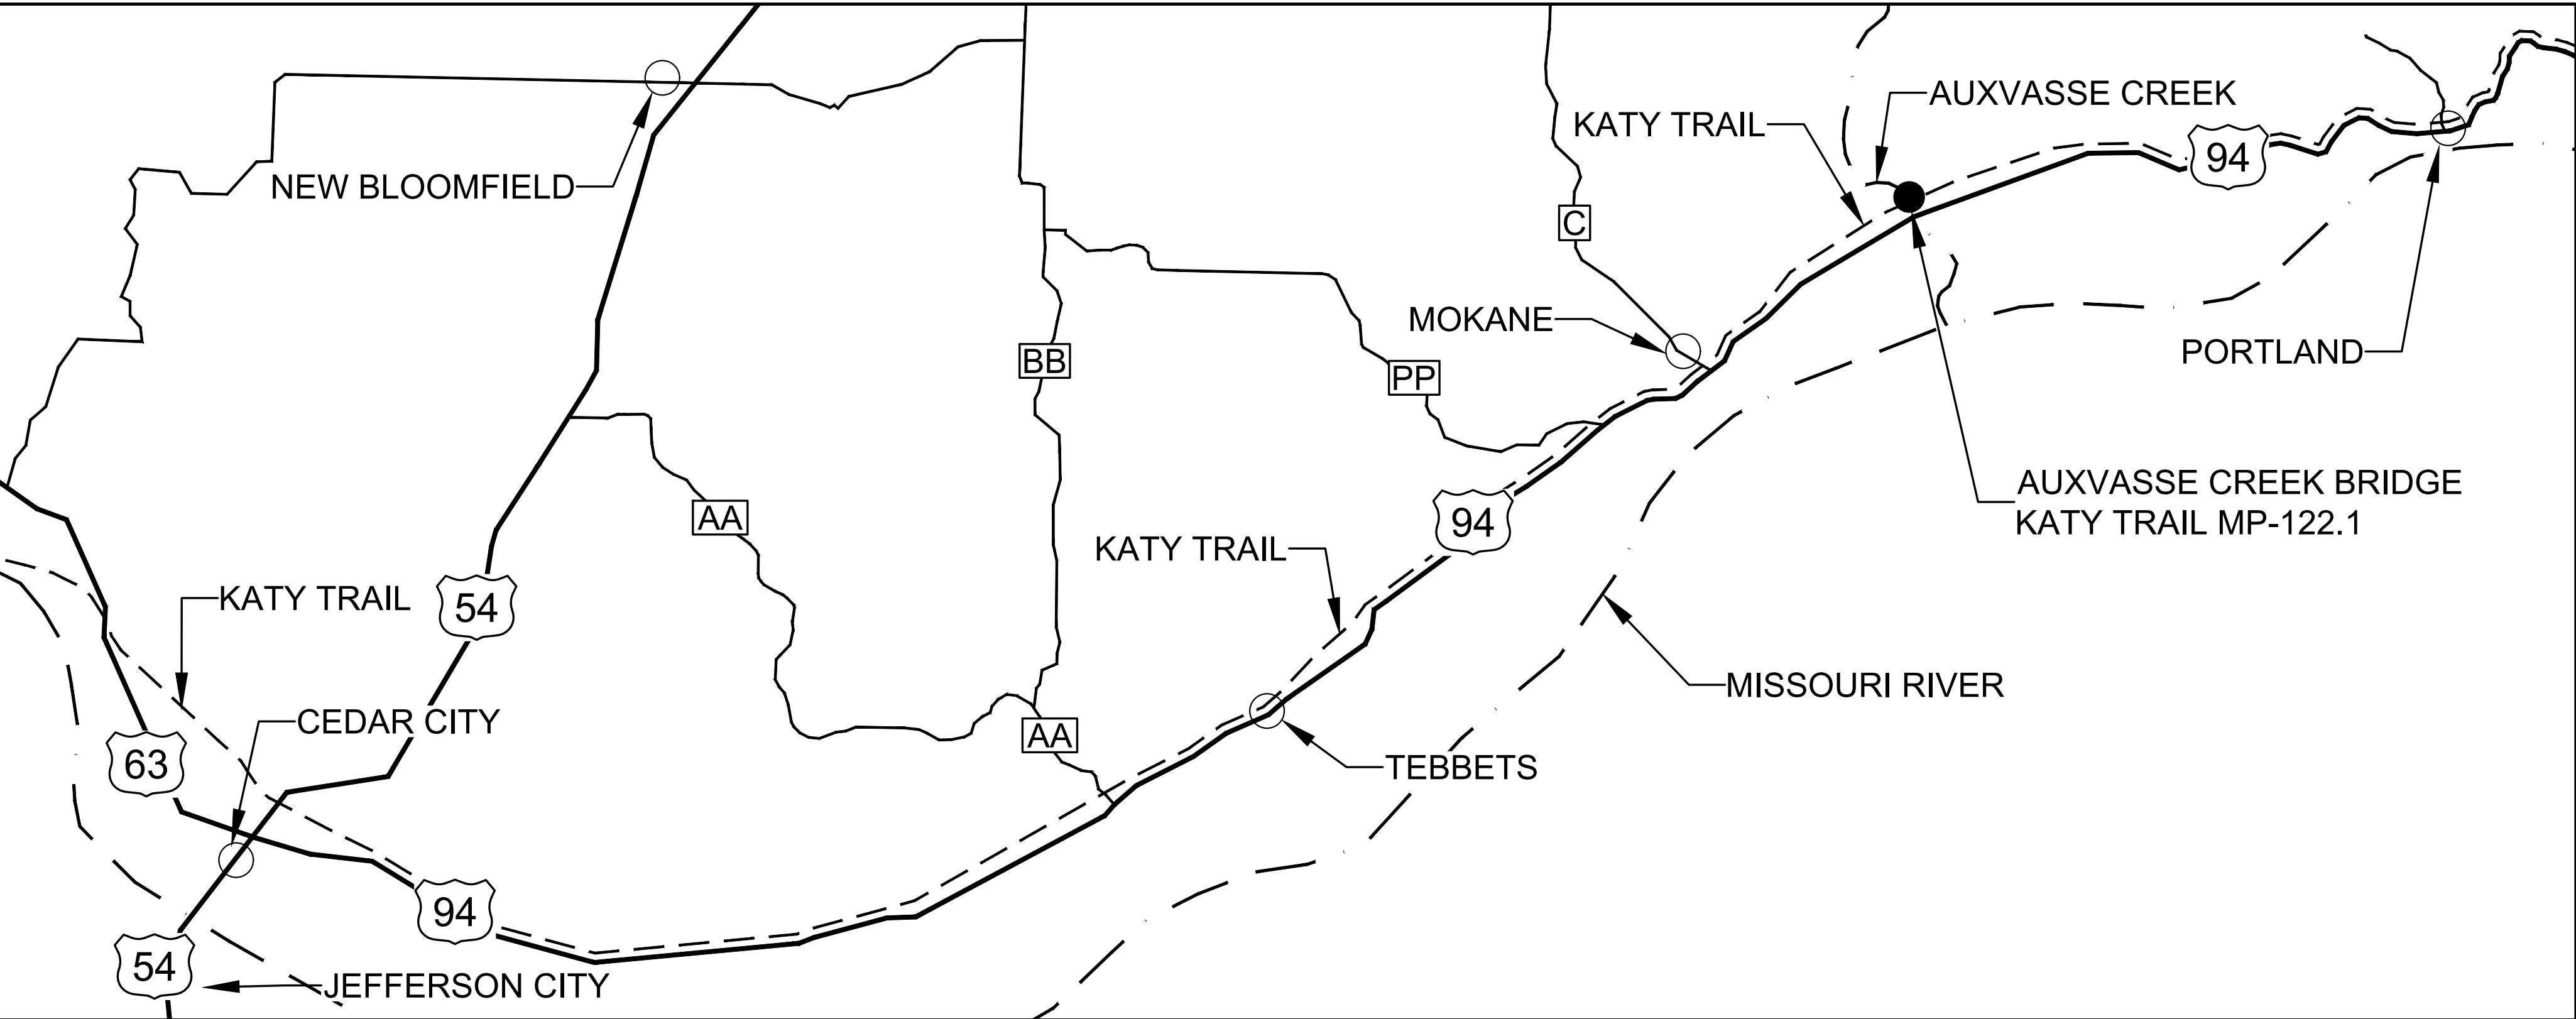 AUXVASSE CREEK
KATY TRAIL
94
NEW BLOOMFIELD
C
MOKANE
BB
PORTLAND
PP
AUXVASSE CREEK BRIDGE
KATY TRAIL MP-122.1
AA
94
KATY TRAIL
KATY TRAIL
54
MISSOURI RIVER
CEDAR CITY
AA
63
TEBBETS
94
54
JEFFERSON CITY